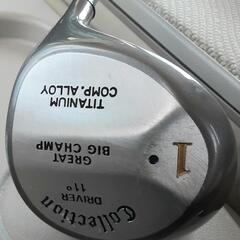 TITANIUM
COMP. ALLOY
GREAT
BIG CHAMP
1
DRIVER
11°
Collection